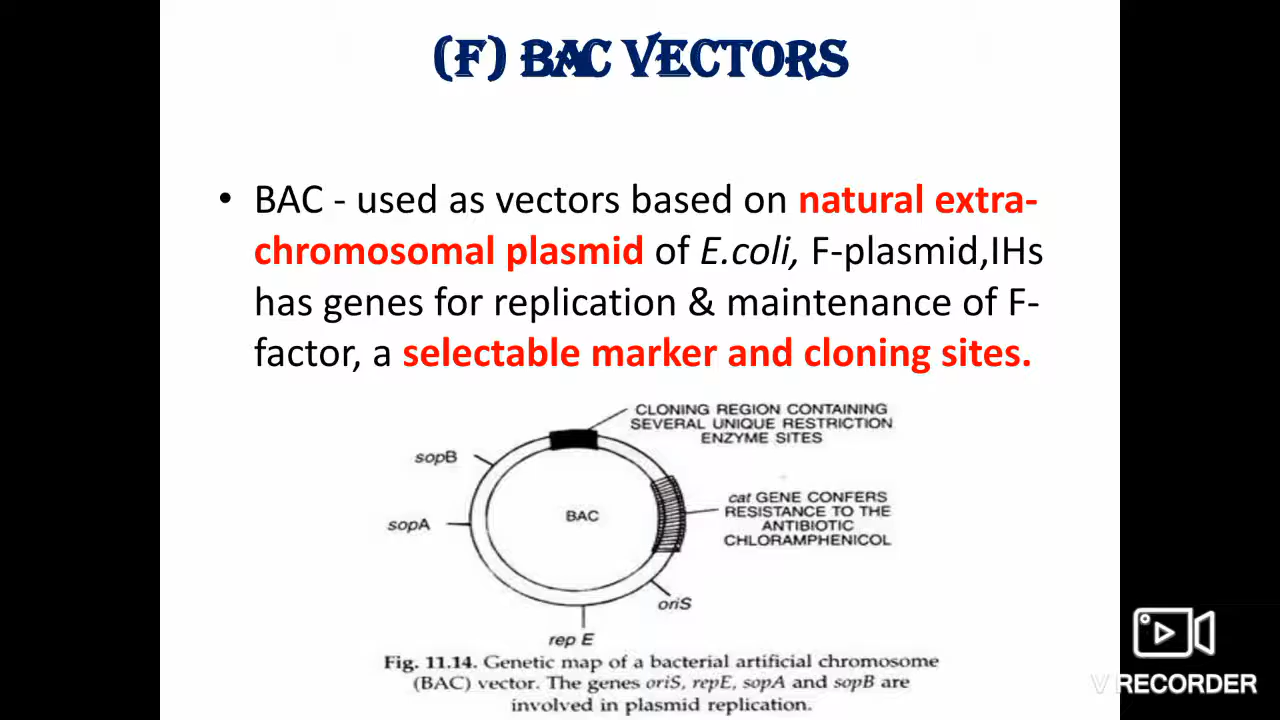 (F) BAC VECTORS
• BAC - used as vectors based on natural extra-
chromosomal plasmid of E.coli, F-plasmid,IHs
has genes for replication & maintenance of F-
factor, a selectable marker and cloning sites.
CLONING REGION CONTAINING
SEVERAL UNIQUE RESTRICTION
ENZYME SITES
sopB
cat GENE CONFERS
RESISTANCE TO THE
ANTIBIOTIC
CHLORAMPHENICOL
BAC
sopA
oriS
rep E
Fig. 11.14. Genetic map of a bacterial artificial chromosome
(BAC) vector. The genes oriS, repE, sopA and sopB are
involved in plasmid replication.
V RECORDER